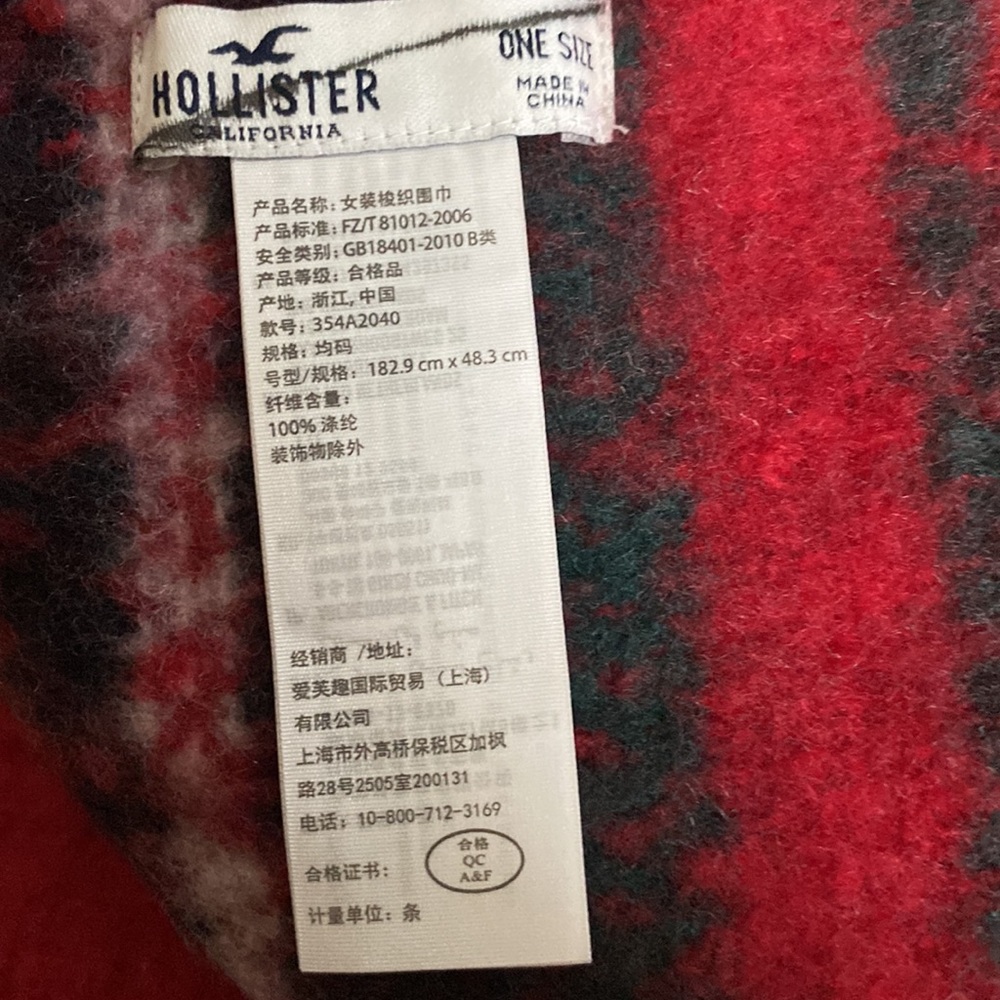 HOLLISTER
CALIFORNIA
ONE SIZE
MADE IN
CHINA
产品名称: 女装梭织围巾
产品标准: FZ/T 81012-2006
安全类别: GB18401-2010 B类
产品等级: 合格品
产地: 浙江, 中国
款号: 354A2040
规格: 均码
号型/规格: 182.9 cm x 48.3 cm
纤维含量:
100% 涤纶
装饰物除外
经销商 /地址:
爱芙趣国际贸易（上海）
有限公司
上海市外高桥保税区加枫
路28号2505室200131
电话: 10-800-712-3169
合格证书:
合格
QC
A&F
计量单位: 条